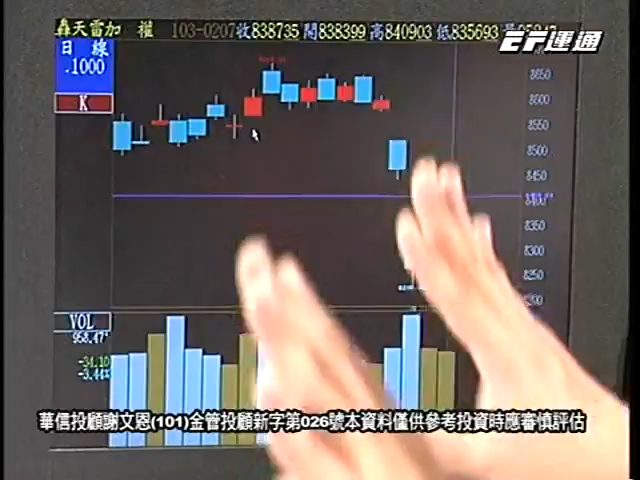 轟天雷加 權 103-0207收838735 開838399 高840903 低835693
EF運通
日線
.1000
K
8650
8600
8550
8500
8450
8350
8300
8250
VOL
958.47
-34.10
-3.44%
華信投顧謝文恩(101)金管投顧新字第026號本資料僅供參考投資時應審慎評估